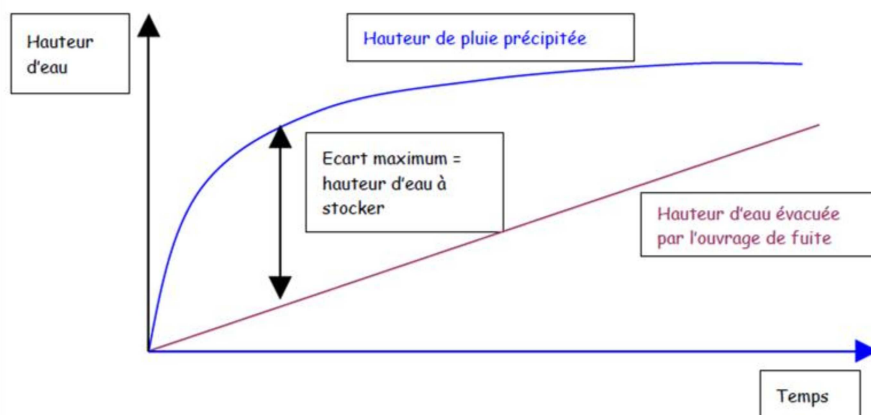 Hauteur
d'eau
Hauteur de pluie précipitée
Ecart maximum =
hauteur d'eau à
stocker
Hauteur d'eau évacuée
par l'ouvrage de fuite
Temps